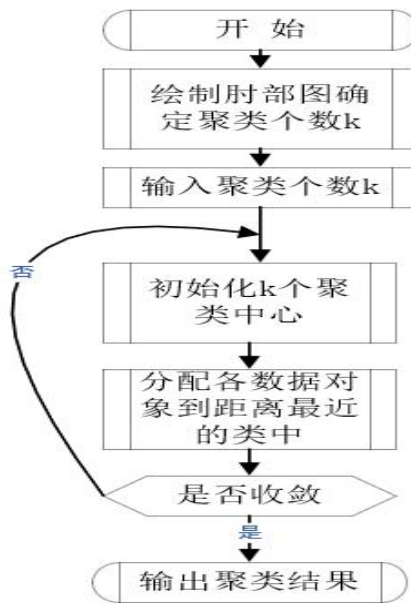 开 始
绘制肘部图确
定聚类个数k
输入聚类个数k
否
初始化k个聚
类中心
分配各数据对
象到距离最近
的类中
是否收敛
是
输出聚类结果